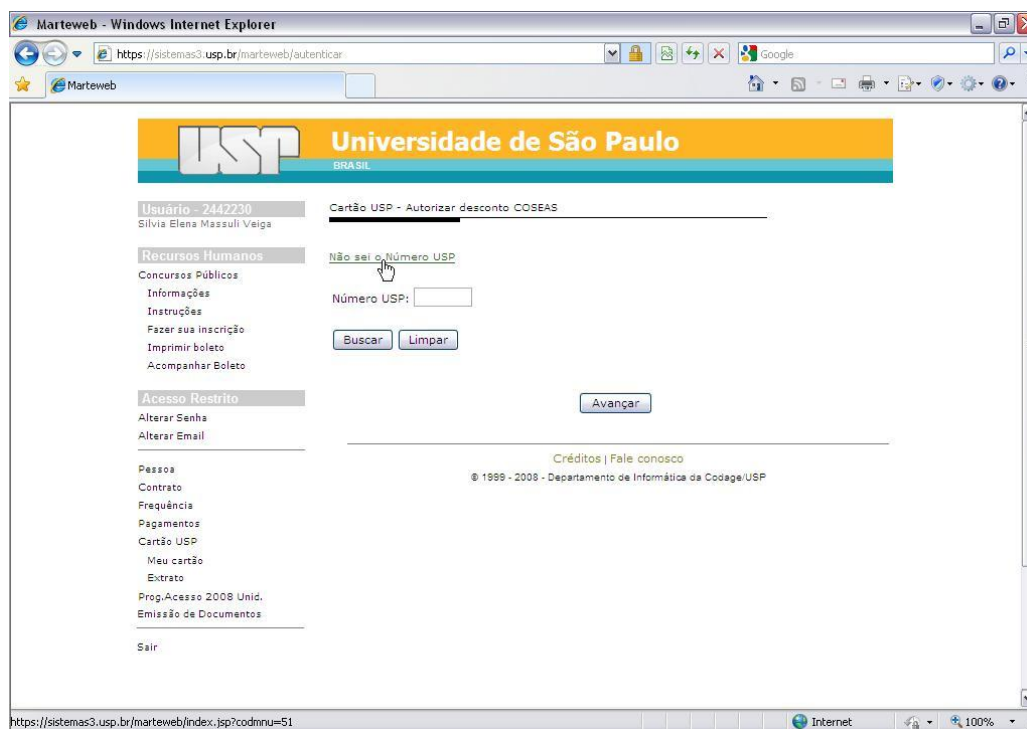 Marteweb - Windows Internet Explorer
https://sistemas3.usp.br/marteweb/autenticar
Google
Marteweb
USP
Universidade de São Paulo
BRASIL
Usuário - 2442230
Silvia Elena Massuli Veiga
Recursos Humanos
Concursos Públicos
Informações
Instruções
Fazer sua inscrição
Imprimir boleto
Acompanhar Boleto
Acesso Restrito
Alterar Senha
Alterar Email
Pessoa
Contrato
Frequência
Pagamentos
Cartão USP
Meu cartão
Extrato
Prog.Acesso 2008 Unid.
Emissão de Documentos
Sair
Cartão USP - Autorizar desconto COSEAS
Não sei o Número USP
Número USP:
Buscar Limpar
Avançar
Créditos | Fale conosco
© 1999 - 2008 - Departamento de Informática da Codage/USP
https://sistemas3.usp.br/marteweb/index.jsp?codmnu=51
Internet
100%